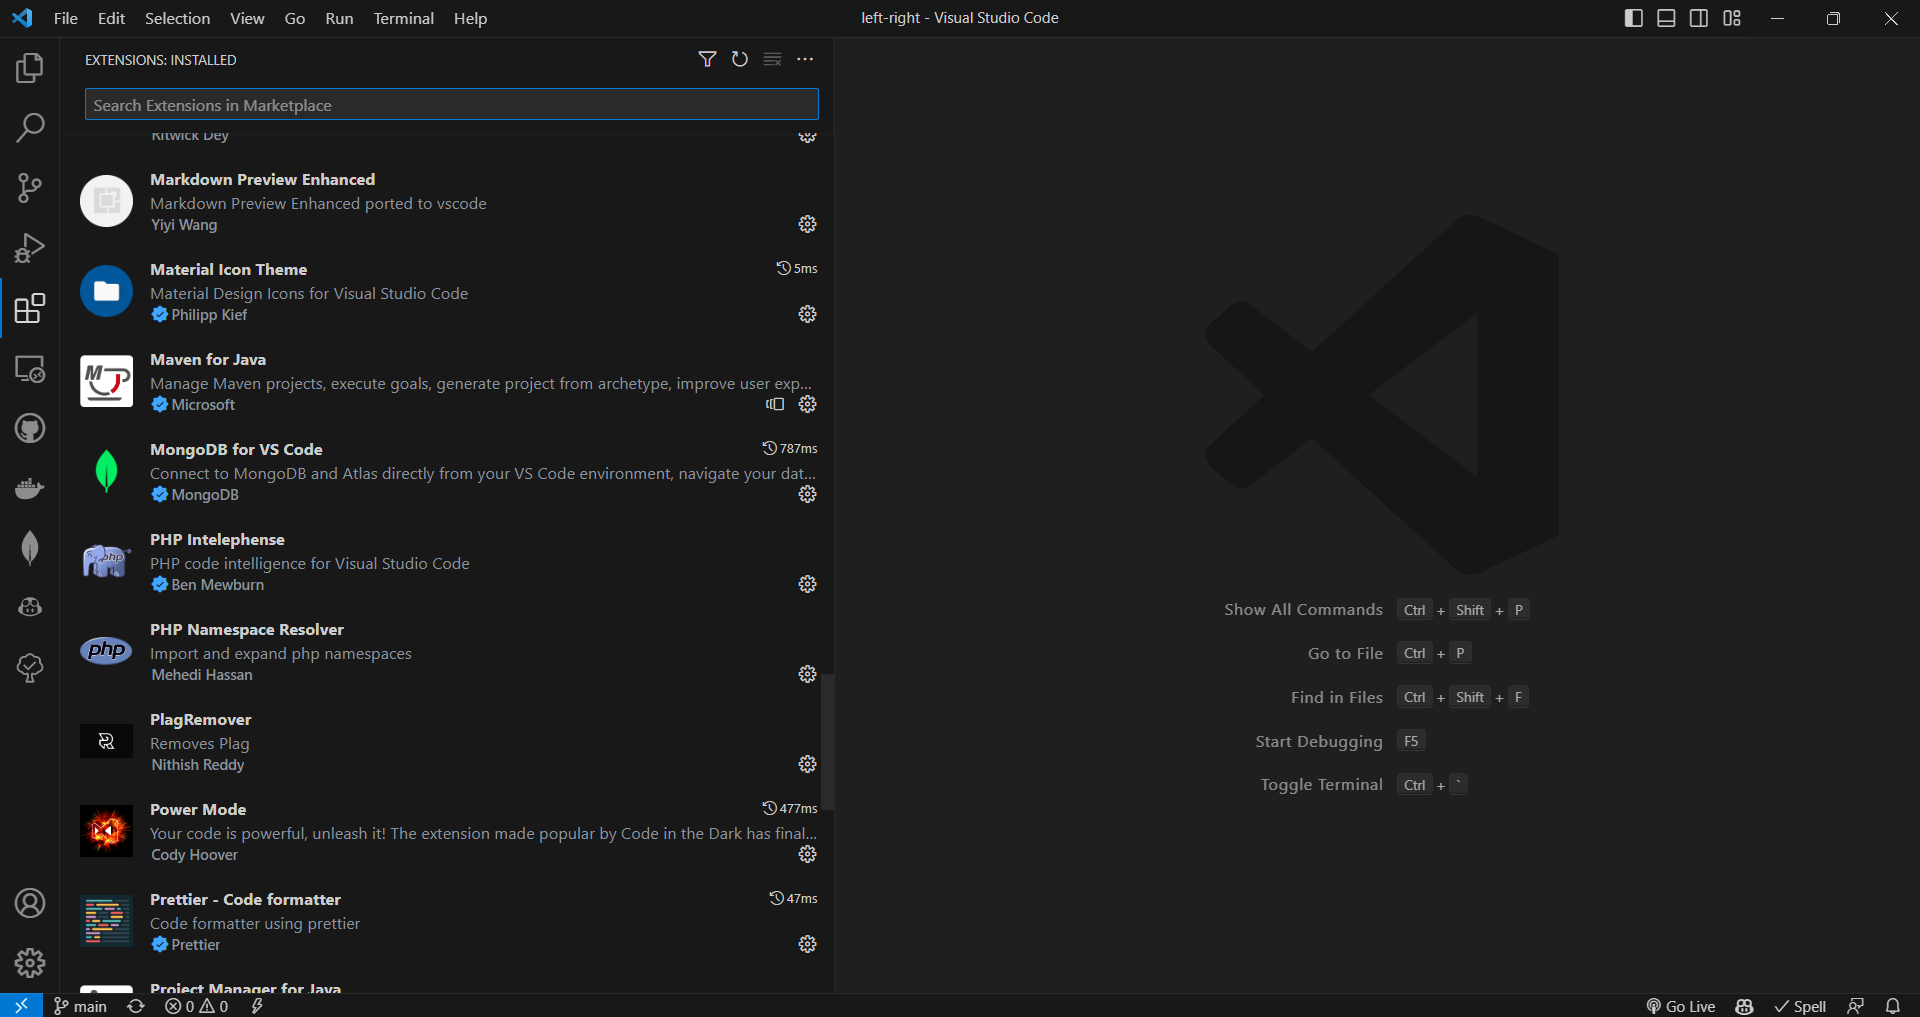 File Edit Selection View Go Run Terminal Help
left-right - Visual Studio Code
EXTENSIONS: INSTALLED
Search Extensions in Marketplace
Ritwick Dey
Markdown Preview Enhanced
Markdown Preview Enhanced ported to vscode
Yiyi Wang
Material Icon Theme
5ms
Material Design Icons for Visual Studio Code
Philipp Kief
Maven for Java
Manage Maven projects, execute goals, generate project from archetype, improve user exp...
Microsoft
MongoDB for VS Code
787ms
Connect to MongoDB and Atlas directly from your VS Code environment, navigate your dat...
MongoDB
php
PHP Intelephense
PHP code intelligence for Visual Studio Code
Ben Mewburn
php
PHP Namespace Resolver
Import and expand php namespaces
Mehedi Hassan
PlagRemover
Removes Plag
Nithish Reddy
Power Mode
477ms
Your code is powerful, unleash it! The extension made popular by Code in the Dark has final...
Cody Hoover
Prettier - Code formatter
47ms
Code formatter using prettier
Prettier
Project Manager for Java
Show All Commands Ctrl + Shift + P
Go to File Ctrl + P
Find in Files Ctrl + Shift + F
Start Debugging F5
Toggle Terminal Ctrl + `
main 0 0
Go Live Spell